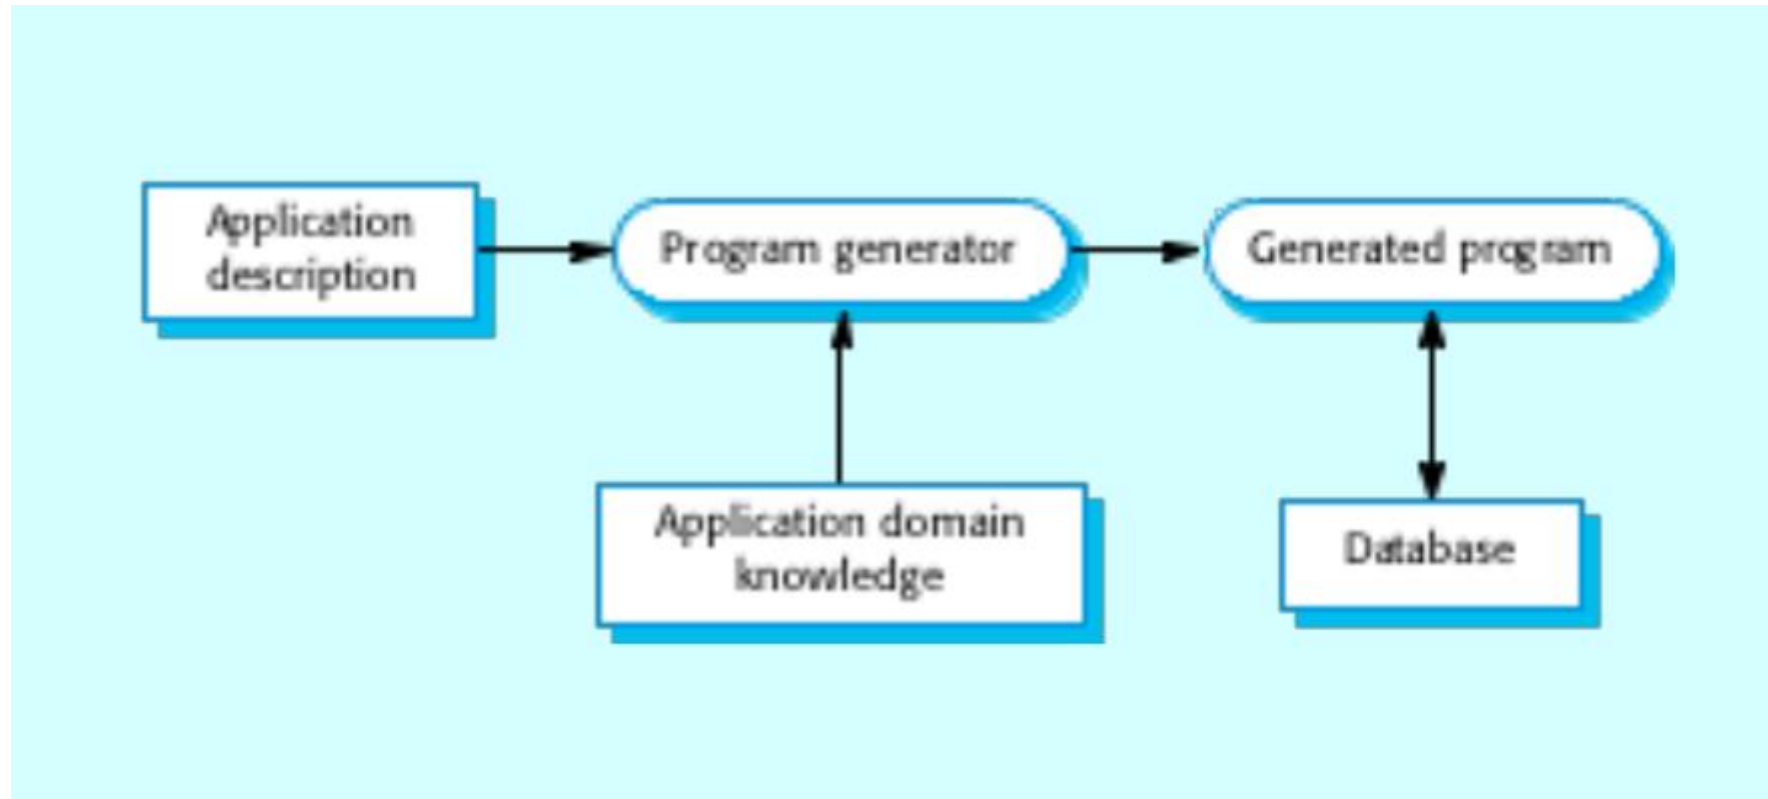 Application
description
Program generator
Generated program
Application domain
knowledge
Database